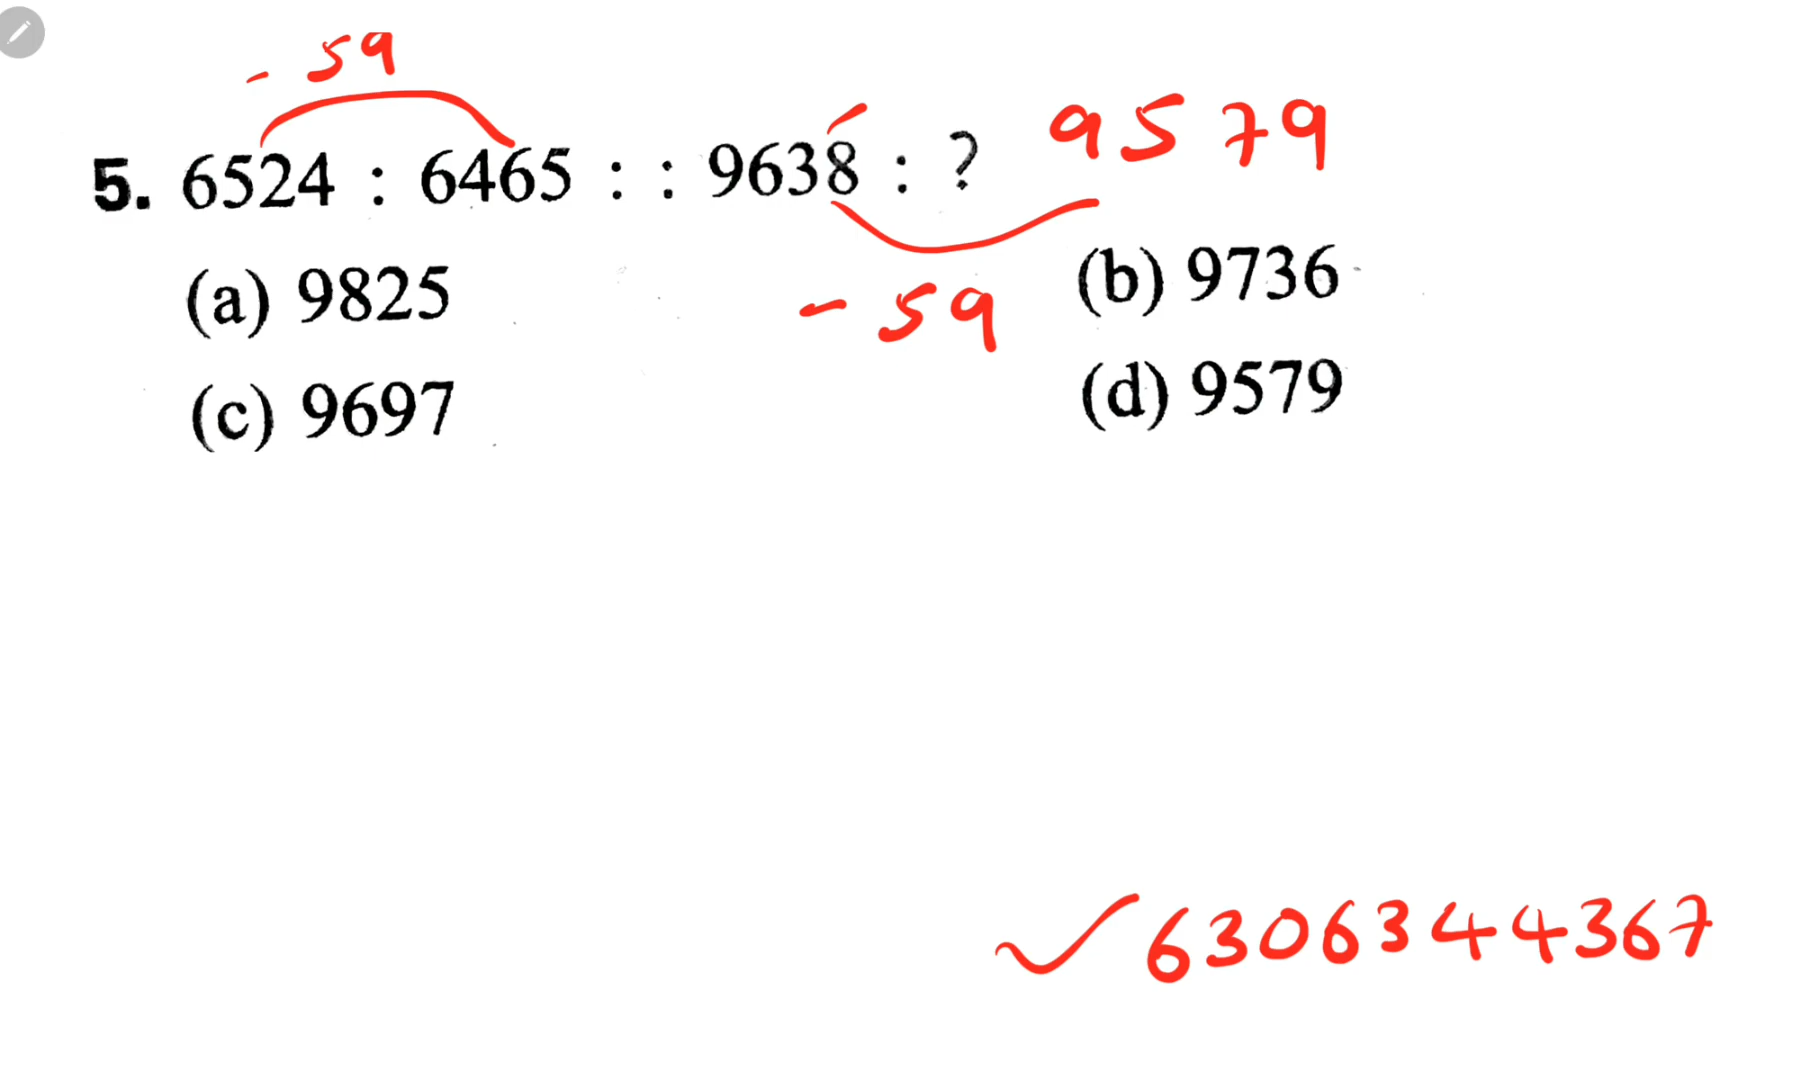 - 59
5. 6524 : 6465 : : 9638 : ? 9579
- 59
(a) 9825 (b) 9736
(c) 9697 (d) 9579
✓ 6306344367